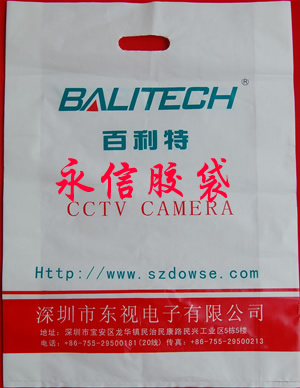 BALITECH®
百利特
永信胶袋
CCTV CAMERA
Http://www.szdowse.com
深圳市东视电子有限公司
地址：深圳市宝安区龙华镇民治民康路民兴工业区5栋5楼
电话：+86-755-29500181(20线) 传真：+86-755-29500213